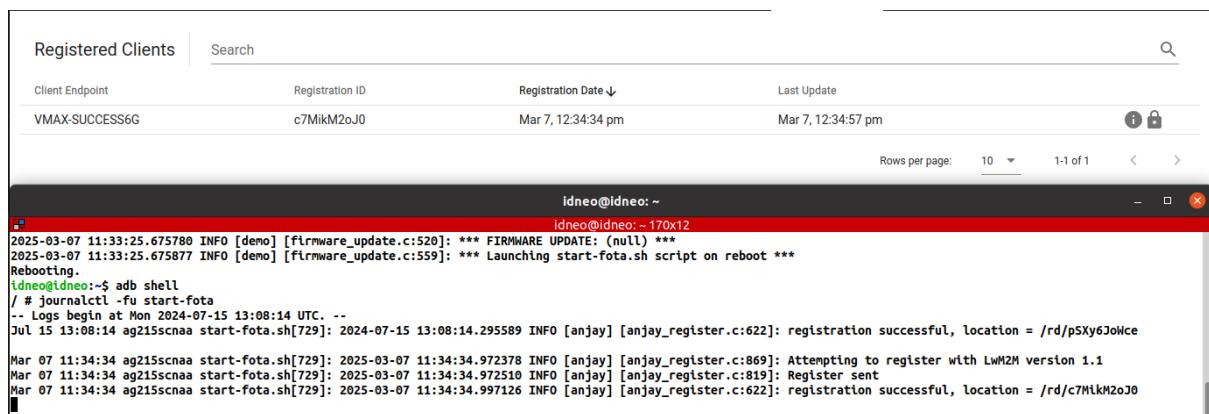 Registered Clients Search
Client Endpoint Registration ID Registration Date Last Update
VMAX-SUCCESS6G c7MikM2oJ0 Mar 7, 12:34:34 pm Mar 7, 12:34:57 pm
Rows per page: 10 1-1 of 1
idneo@idneo: ~
idneo@idneo: ~ 170x12
2025-03-07 11:33:25.675780 INFO [demo] [firmware_update.c:520]: *** FIRMWARE UPDATE: (null) ***
2025-03-07 11:33:25.675877 INFO [demo] [firmware_update.c:559]: *** Launching start-fota.sh script on reboot ***
Rebooting.
idneo@idneo:~$ adb shell
/ # journalctl -fu start-fota
-- Logs begin at Mon 2024-07-15 13:08:14 UTC. --
Jul 15 13:08:14 ag215scnaa start-fota.sh[729]: 2024-07-15 13:08:14.295589 INFO [anjay] [anjay_register.c:622]: registration successful, location = /rd/pSXy6JoWce
Mar 07 11:34:34 ag215scnaa start-fota.sh[729]: 2025-03-07 11:34:34.972378 INFO [anjay] [anjay_register.c:869]: Attempting to register with LwM2M version 1.1
Mar 07 11:34:34 ag215scnaa start-fota.sh[729]: 2025-03-07 11:34:34.972510 INFO [anjay] [anjay_register.c:819]: Register sent
Mar 07 11:34:34 ag215scnaa start-fota.sh[729]: 2025-03-07 11:34:34.997126 INFO [anjay] [anjay_register.c:622]: registration successful, location = /rd/c7MikM2oJ0